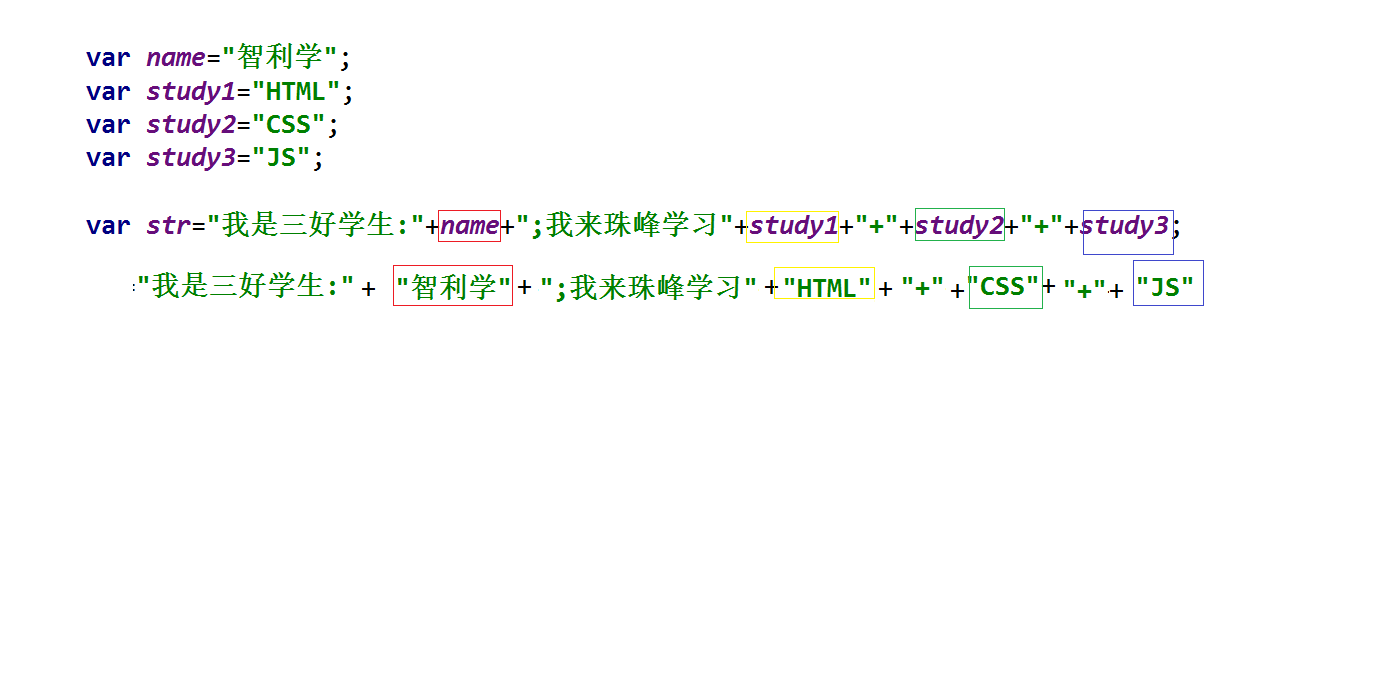 var name="智利学";
var study1="HTML";
var study2="CSS";
var study3="JS";
var str="我是三好学生:"+name+";我来珠峰学习"+study1+"+"+study2+"+"+study3;
="我是三好学生:" + "智利学" + ";我来珠峰学习" + "HTML" + "+" + "CSS" + "+" + "JS"